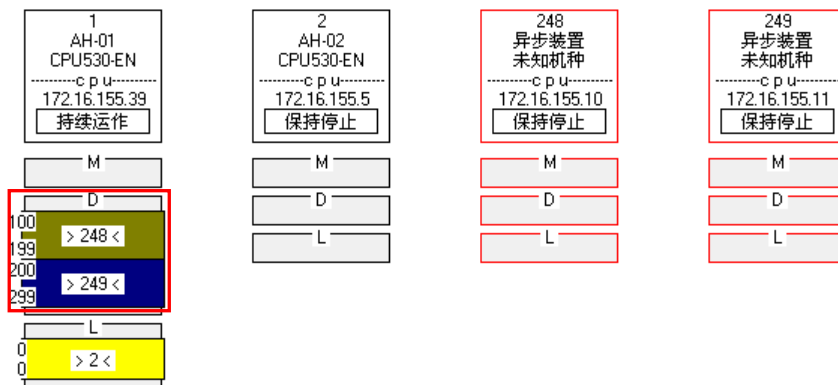 1
AH-01
CPU530-EN
-----c p u--------
172.16.155.39
持续运作
M
D
100
> 248 <
199
200
> 249 <
299
L
0
> 2 <
0
2
AH-02
CPU530-EN
-----c p u--------
172.16.155.5
保持停止
M
D
L
248
异步装置
未知机种
-----c p u--------
172.16.155.10
保持停止
M
D
L
249
异步装置
未知机种
-----c p u--------
172.16.155.11
保持停止
M
D
L